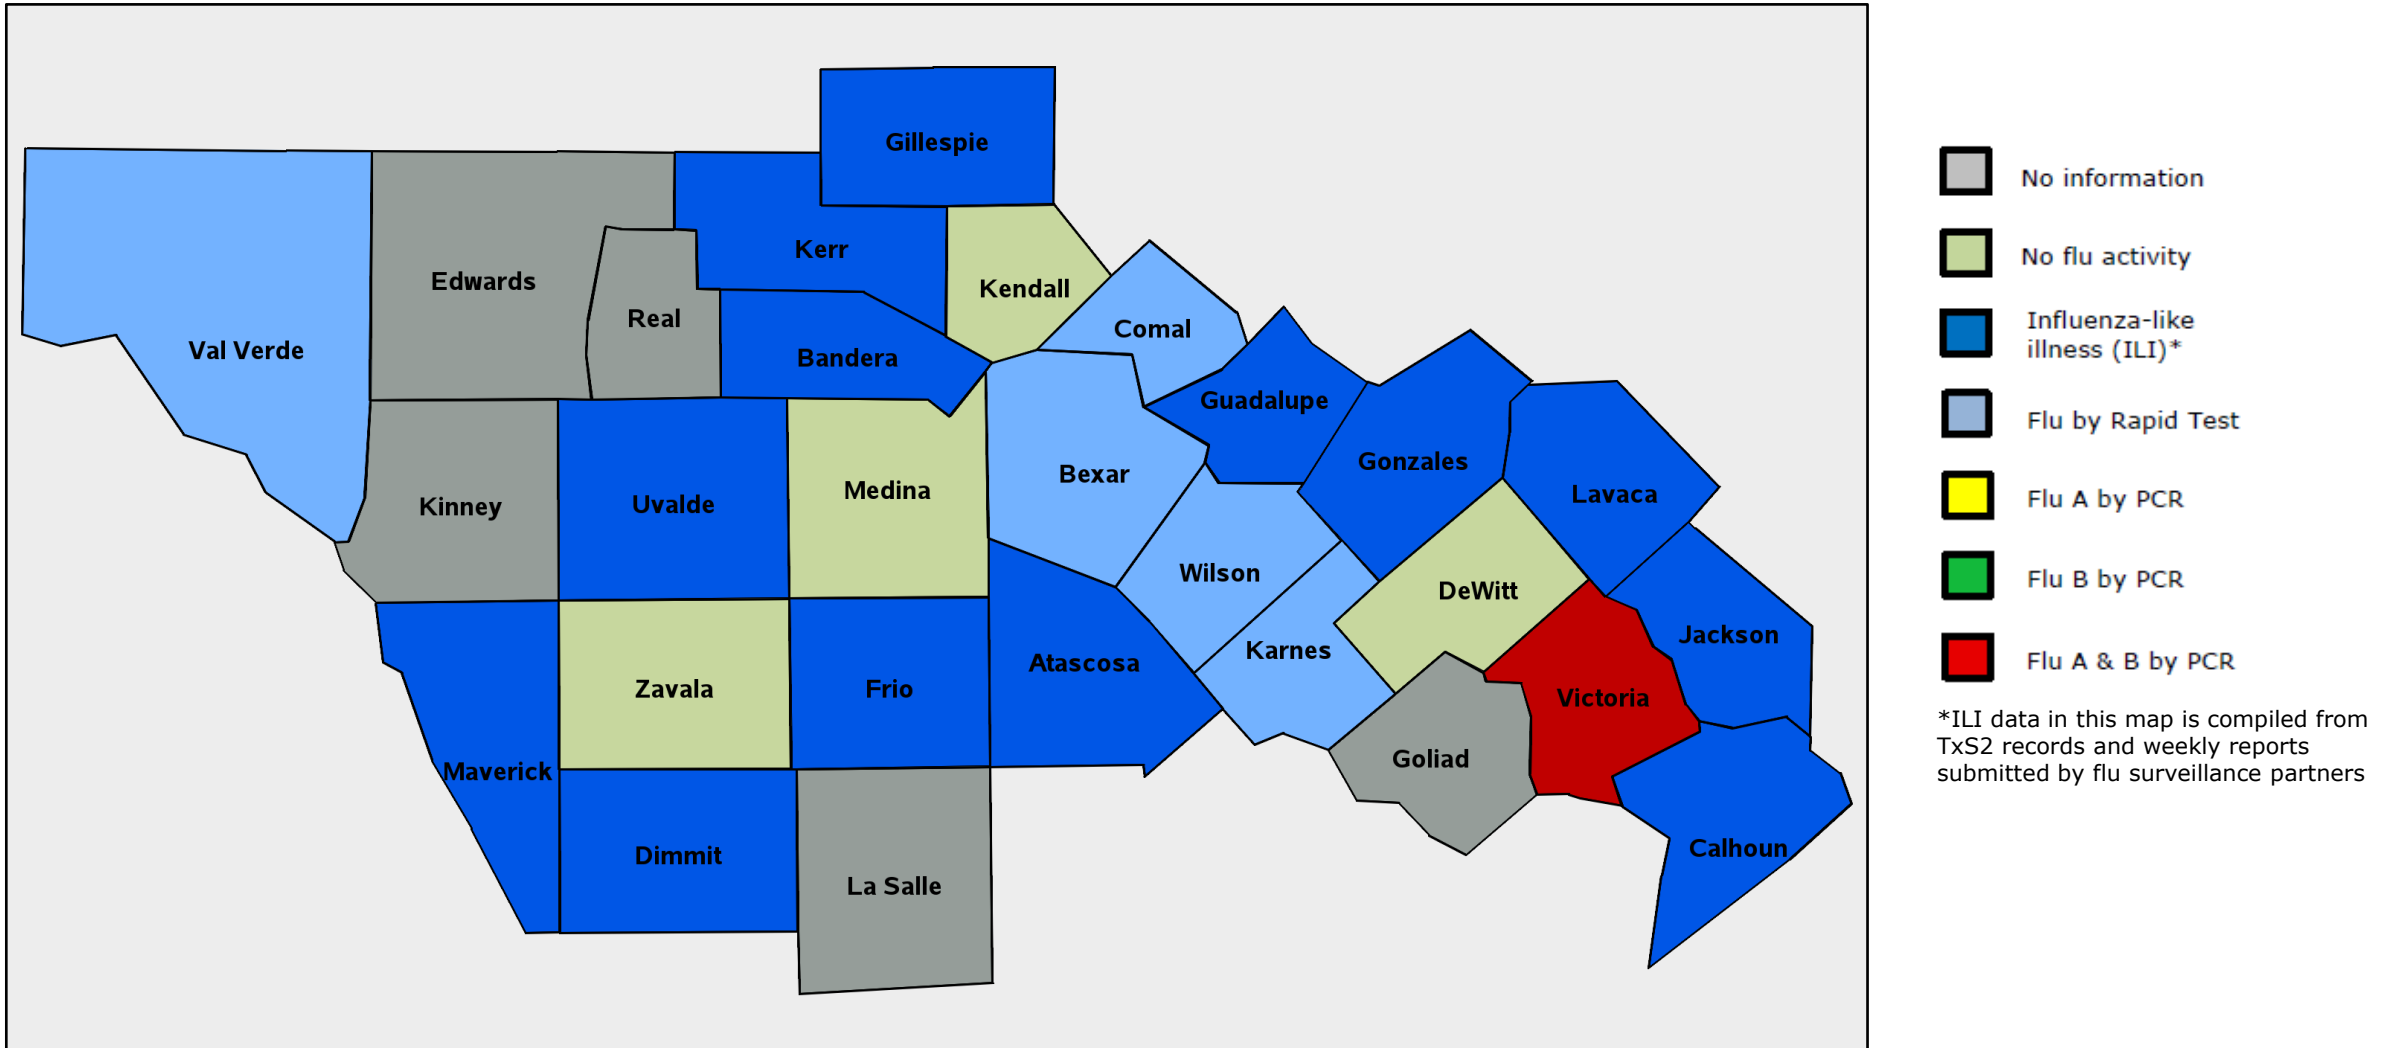 Gillespie
Kerr
Edwards
Kendall
Real
Comal
Val Verde
Bandera
Guadalupe
Gonzales
Bexar
Medina
Lavaca
Uvalde
Kinney
Wilson
DeWitt
Jackson
Karnes
Atascosa
Zavala
Frio
Victoria
Goliad
Maverick
Calhoun
Dimmit
La Salle
No information
No flu activity
Influenza-like
illness (ILI)*
Flu by Rapid Test
Flu A by PCR
Flu B by PCR
Flu A & B by PCR
*ILI data in this map is compiled from
TxS2 records and weekly reports
submitted by flu surveillance partners